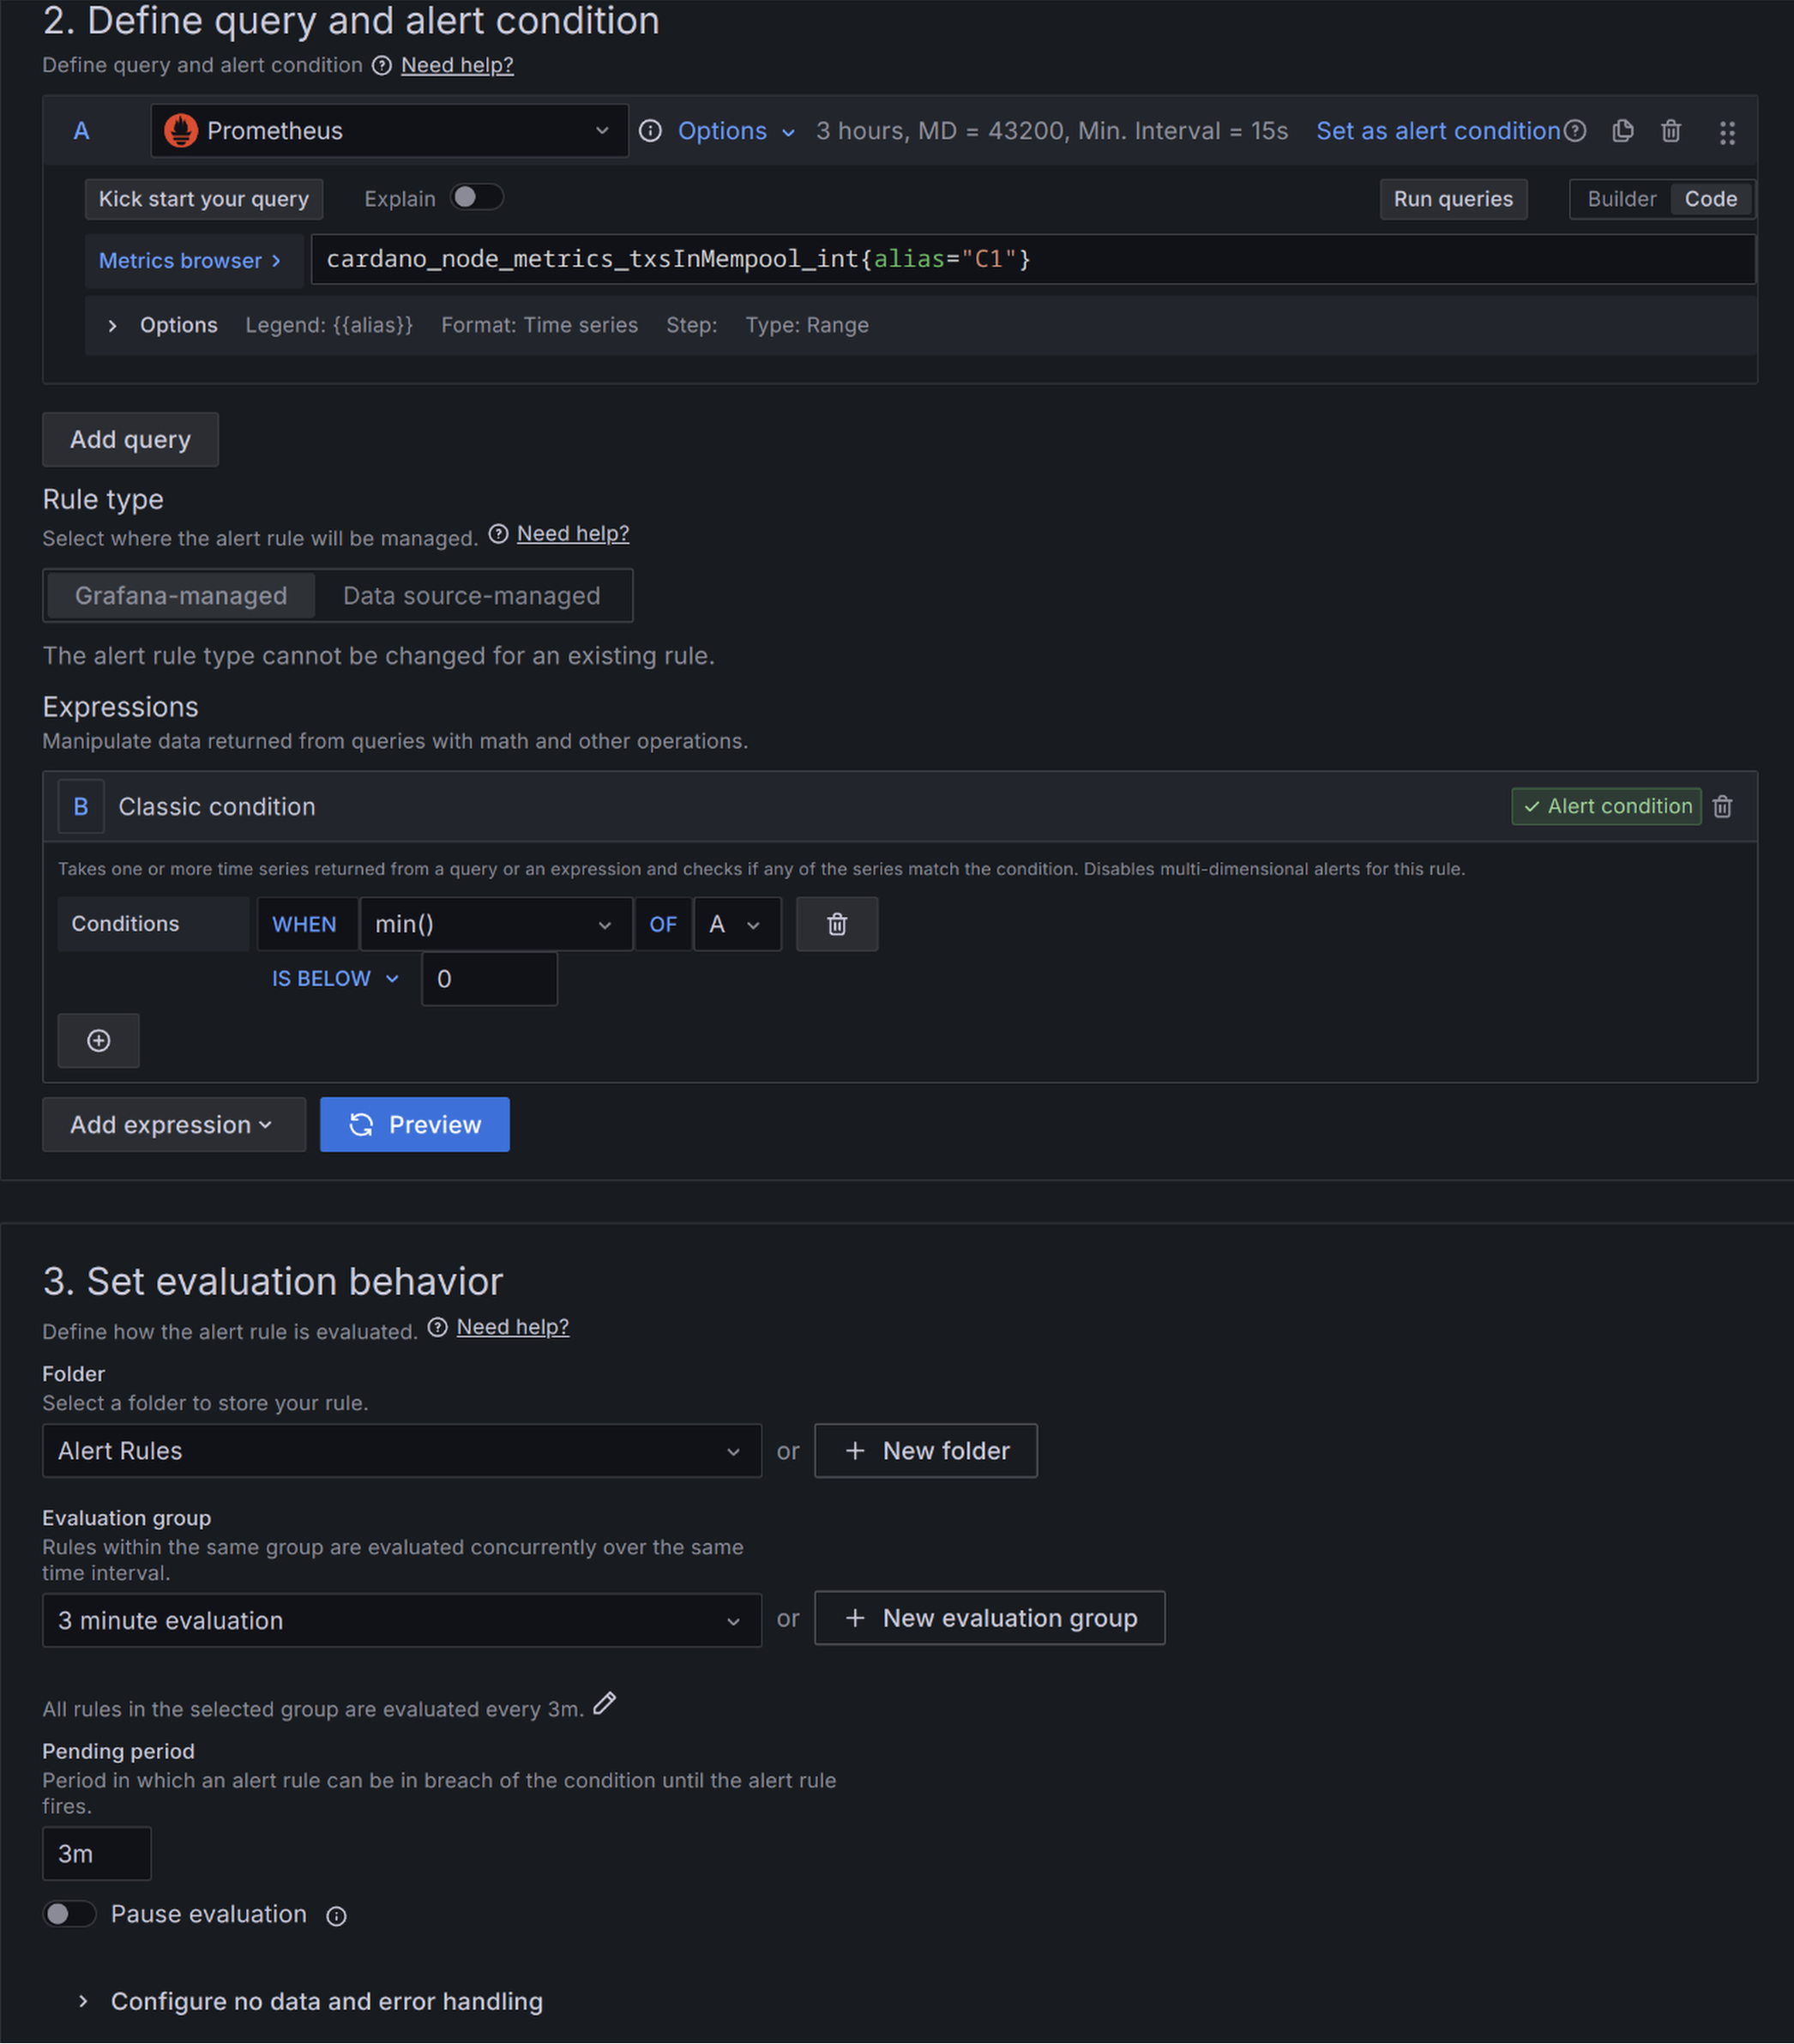 2. Define query and alert condition
Define query and alert condition Need help?
A Prometheus Options 3 hours, MD = 43200, Min. Interval = 15s Set as alert condition
Kick start your query Explain Run queries Builder Code
Metrics browser > cardano_node_metrics_txsInMempool_int{alias="C1"}
Options Legend: {{alias}} Format: Time series Step: Type: Range
Add query
Rule type
Select where the alert rule will be managed. Need help?
Grafana-managed Data source-managed
The alert rule type cannot be changed for an existing rule.
Expressions
Manipulate data returned from queries with math and other operations.
B Classic condition Alert condition
Takes one or more time series returned from a query or an expression and checks if any of the series match the condition. Disables multi-dimensional alerts for this rule.
Conditions WHEN min() OF A
IS BELOW 0
Add expression Preview
3. Set evaluation behavior
Define how the alert rule is evaluated. Need help?
Folder
Select a folder to store your rule.
Alert Rules or + New folder
Evaluation group
Rules within the same group are evaluated concurrently over the same
time interval.
3 minute evaluation or + New evaluation group
All rules in the selected group are evaluated every 3m.
Pending period
Period in which an alert rule can be in breach of the condition until the alert rule
fires.
3m
Pause evaluation
Configure no data and error handling